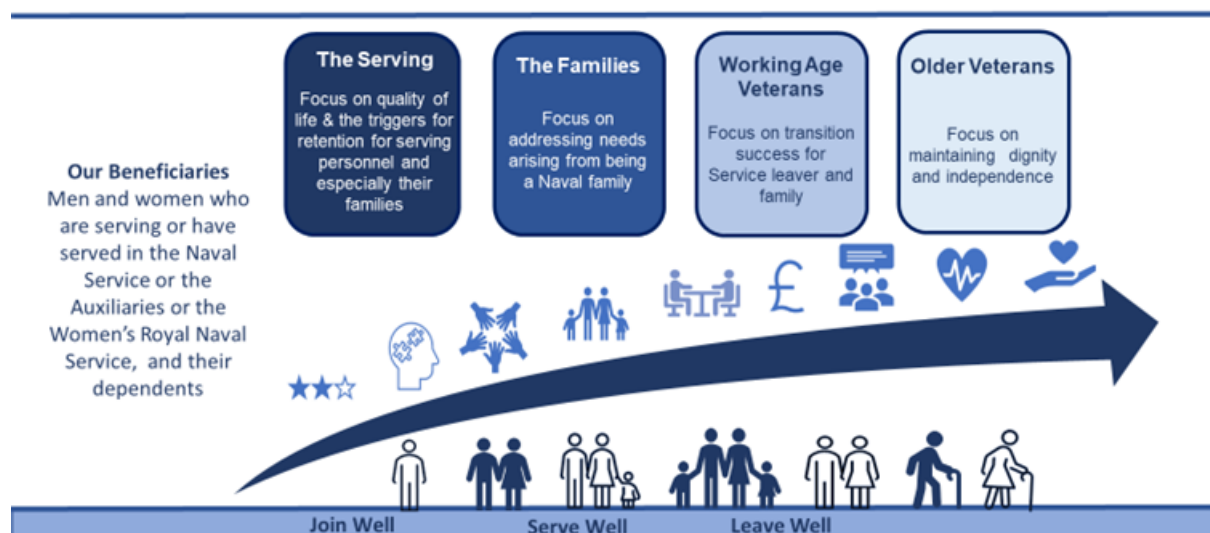 Our Beneficiaries
Men and women who
are serving or have
served in the Naval
Service or the
Auxiliaries or the
Women's Royal Naval
Service, and their
dependents
The Serving
Focus on quality of
life & the triggers for
retention for serving
personnel and
especially their
families
The Families
Focus on
addressing needs
arising from being
a Naval family
Working Age
Veterans
Focus on transition
success for
Service leaver and
family
Older Veterans
Focus on
maintaining dignity
and independence
£
Join Well
Serve Well
Leave Well